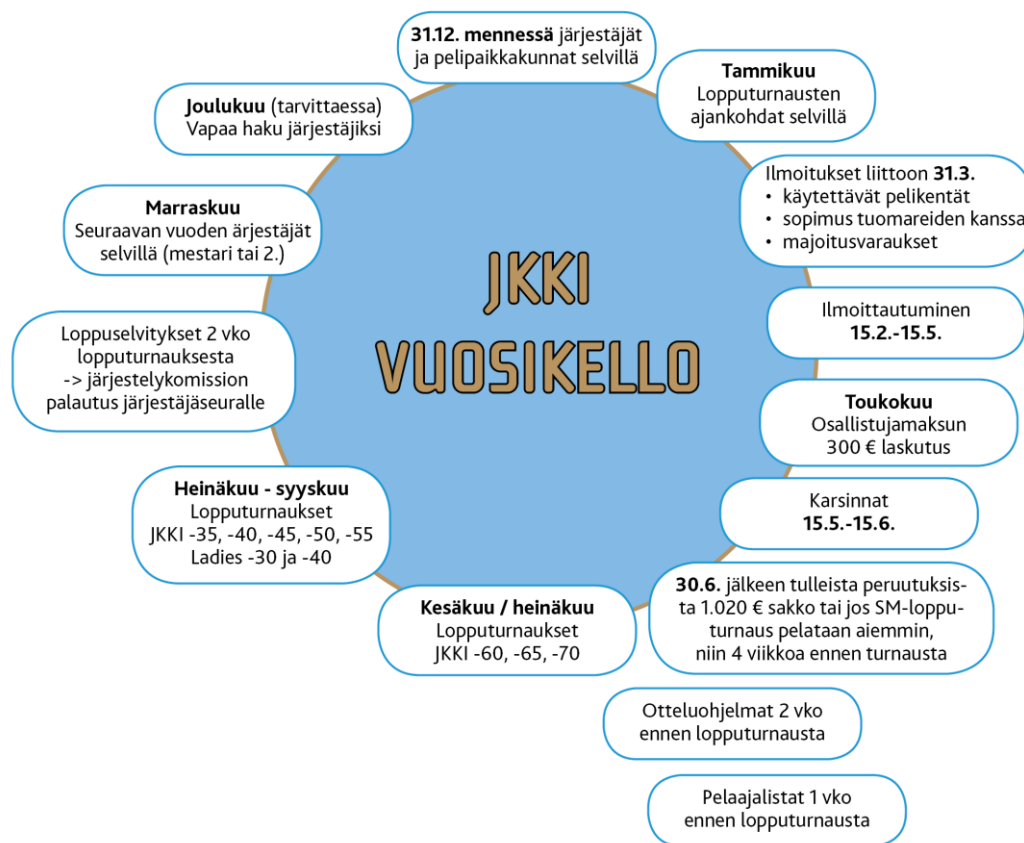 31.12. mennessä järjestäjät
ja pelipaikkakunnat selvillä
Tammikuu
Lopputurnausten
ajankohdat selvillä
Ilmoitukset liittoon 31.3.
• käytettävät pelikentät
• sopimus tuomareiden kanssa
• majoitusvaraukset
Ilmoittautuminen
15.2.-15.5.
Toukokuu
Osallistujamaksun
300 € laskutus
Karsinnat
15.5.-15.6.
30.6. jälkeen tulleista peruutuksis-
ta 1.020 € sakko tai jos SM-loppu-
turnaus pelataan aiemmin,
niin 4 viikkoa ennen turnausta
Otteluohjelmat 2 vko
ennen lopputurnausta
Pelaajalistat 1 vko
ennen lopputurnausta
Kesäkuu / heinäkuu
Lopputurnaukset
JKKI -60, -65, -70
Heinäkuu - syyskuu
Lopputurnaukset
JKKI -35, -40, -45, -50, -55
Ladies -30 ja -40
Loppuselvitykset 2 vko
lopputurnauksesta
-> järjestelykomission
palautus järjestäjäseuralle
Marraskuu
Seuraavan vuoden ärjestäjät
selvillä (mestari tai 2.)
Joulukuu (tarvittaessa)
Vapaa haku järjestäjiksi
JKKI
VUOSIKELLO